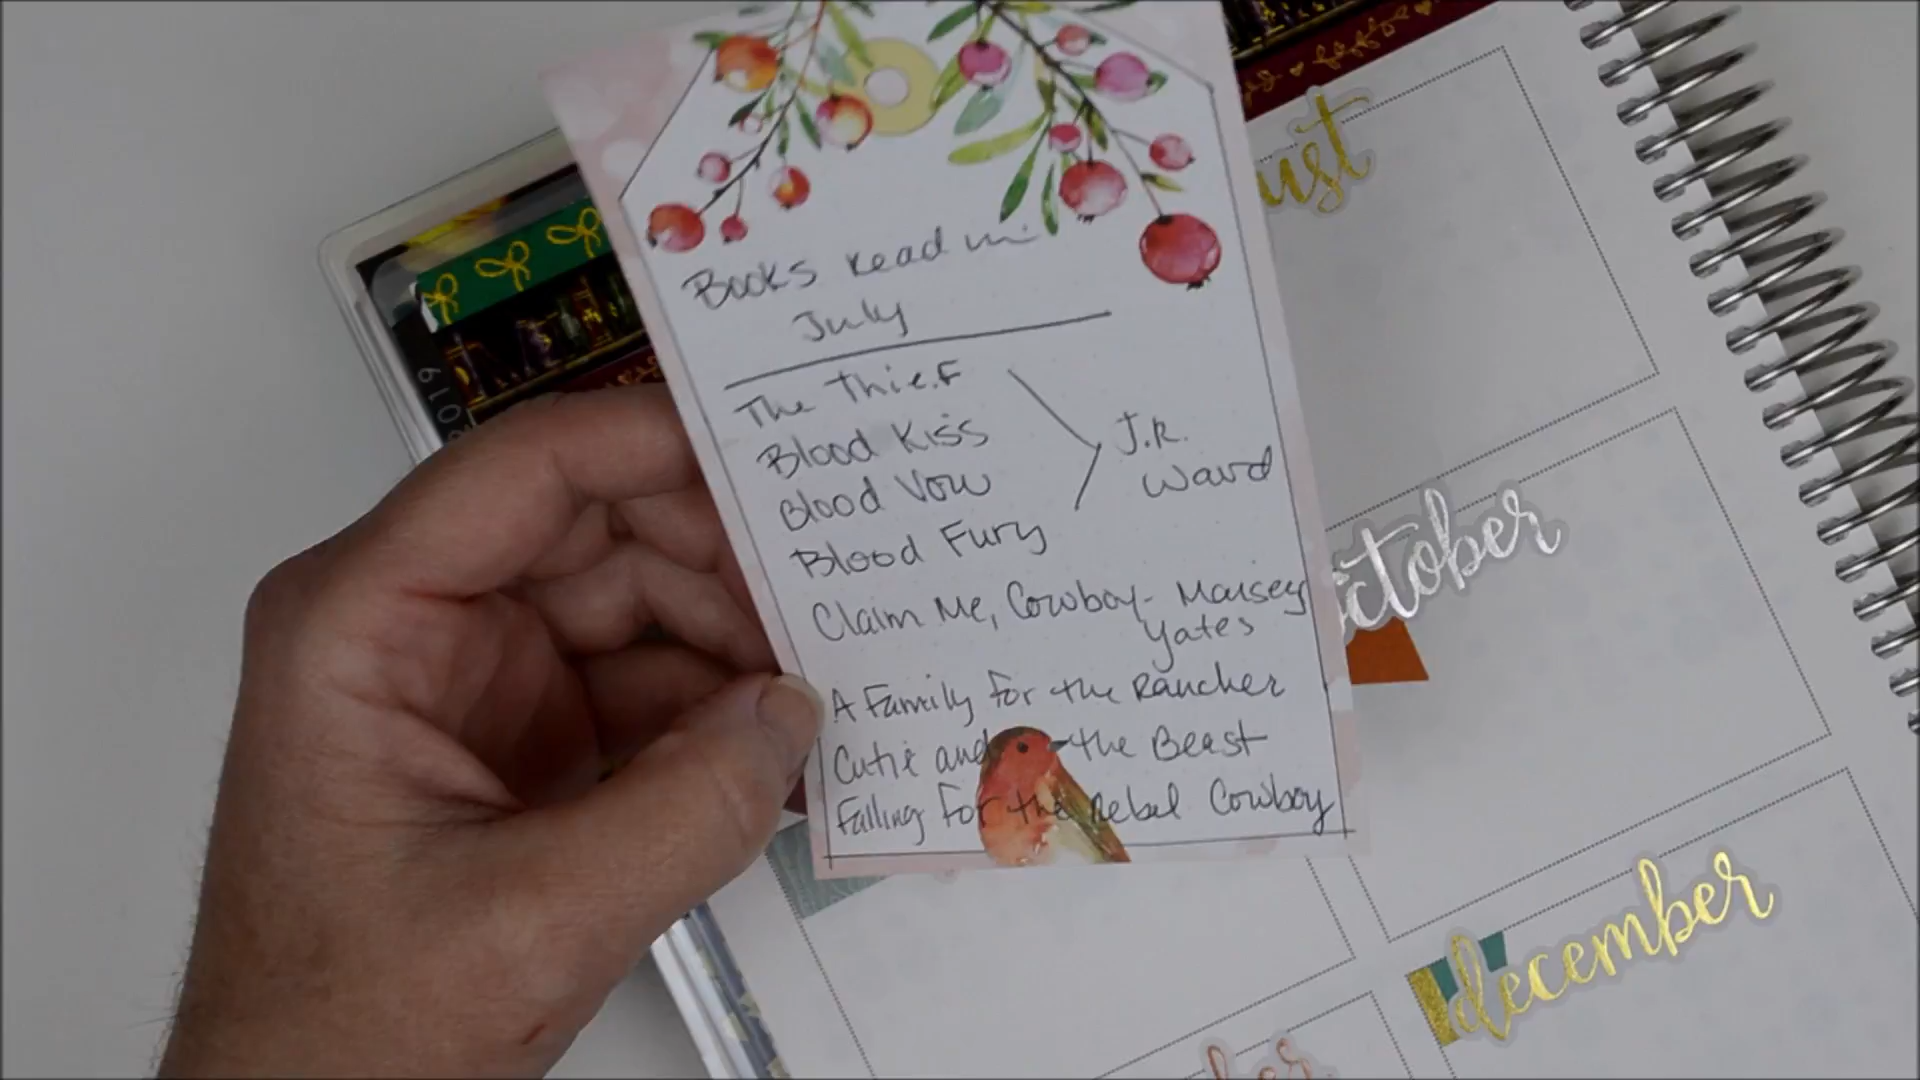 Books read in
July
The Thief
Blood Kiss
Blood Vow
Blood Fury
J.R.
Ward
Claim Me, Cowboy - Maisey
Yates
A Family for the Rancher
Cutie and the Beast
Falling for the Rebel Cowboy
ust
october
december